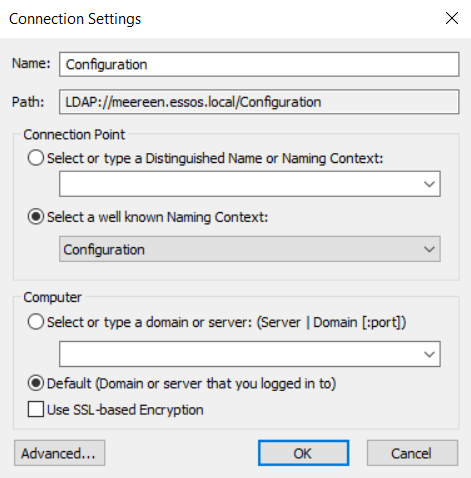 Connection Settings
Name: Configuration
Path: LDAP://meereen.essos.local/Configuration
Connection Point
Select or type a Distinguished Name or Naming Context:
Select a well known Naming Context:
Configuration
Computer
Select or type a domain or server: (Server | Domain [:port])
Default (Domain or server that you logged in to)
Use SSL-based Encryption
Advanced... OK Cancel